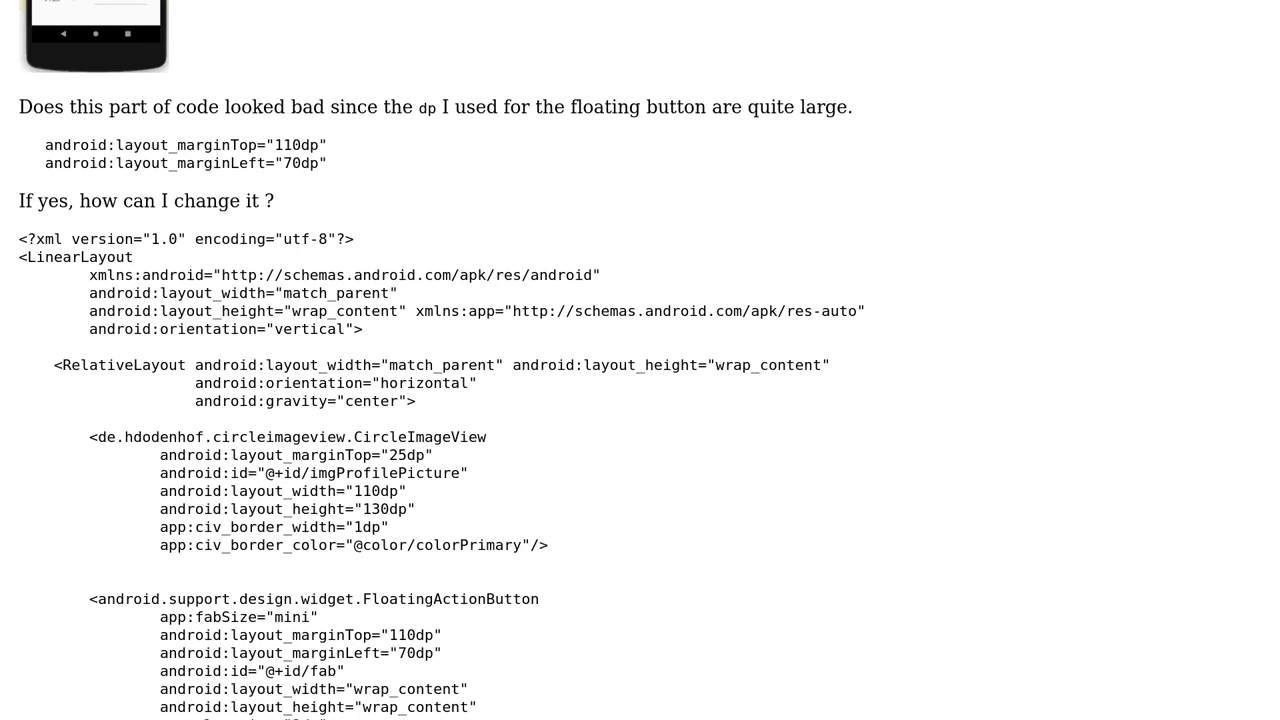 Does this part of code looked bad since the dp I used for the floating button are quite large.
android:layout_marginTop="110dp"
android:layout_marginLeft="70dp"
If yes, how can I change it ?
<?xml version="1.0" encoding="utf-8"?>
<LinearLayout
xmlns:android="http://schemas.android.com/apk/res/android"
android:layout_width="match_parent"
android:layout_height="wrap_content" xmlns:app="http://schemas.android.com/apk/res-auto"
android:orientation="vertical">
<RelativeLayout android:layout_width="match_parent" android:layout_height="wrap_content"
android:orientation="horizontal"
android:gravity="center">
<de.hdodenhof.circleimageview.CircleImageView
android:layout_marginTop="25dp"
android:id="@+id/imgProfilePicture"
android:layout_width="110dp"
android:layout_height="130dp"
app:civ_border_width="1dp"
app:civ_border_color="@color/colorPrimary"/>
<android.support.design.widget.FloatingActionButton
app:fabSize="mini"
android:layout_marginTop="110dp"
android:layout_marginLeft="70dp"
android:id="@+id/fab"
android:layout_width="wrap_content"
android:layout_height="wrap_content"